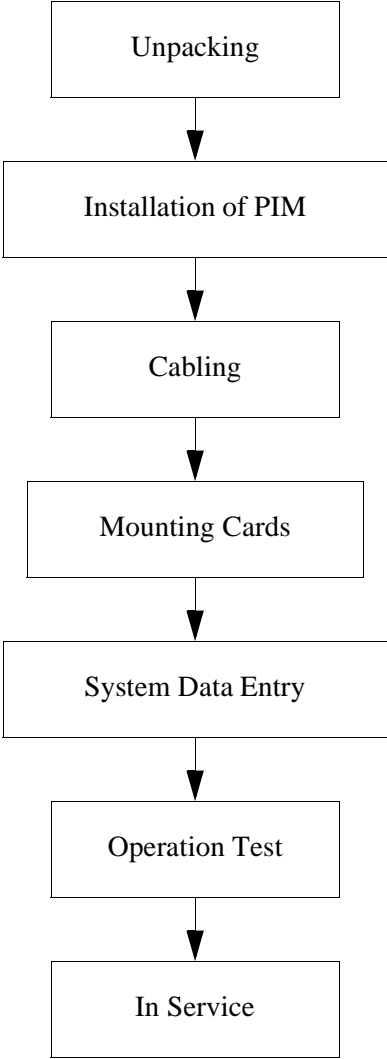 Unpacking
Installation of PIM
Cabling
Mounting Cards
System Data Entry
Operation Test
In Service